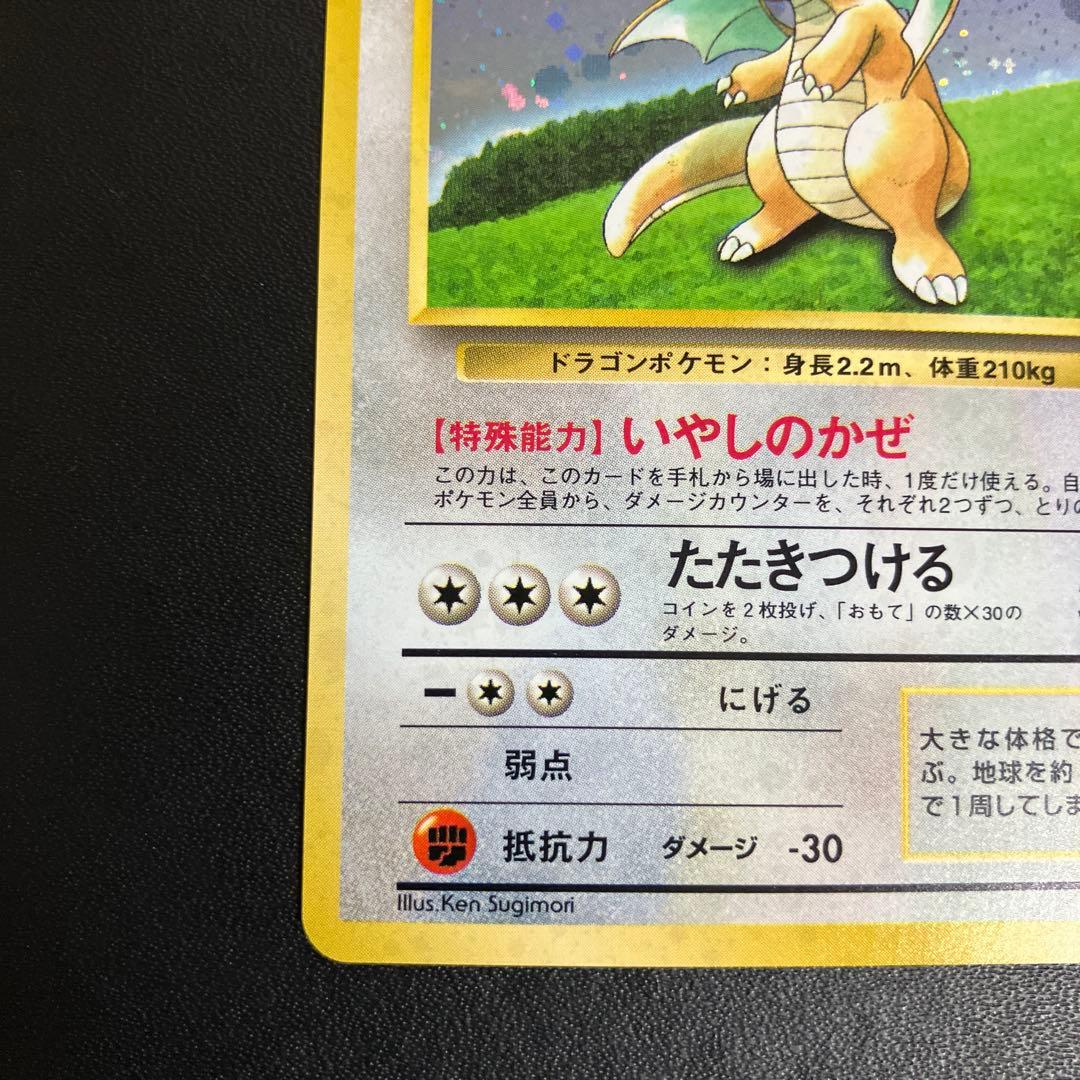 ドラゴンポケモン：身長2.2m、体重210kg
【特殊能力】いやしのかぜ
この力は、このカードを手札から場に出した時、1度だけ使える。自
ポケモン全員から、ダメージカウンターを、それぞれ2つずつ、とりの
たたきつける
コインを2枚投げ、「おもて」の数×30の
ダメージ。
にげる
弱点
抵抗力 ダメージ -30
大きな体格で
ぶ。地球を約
で1周してしま
Illus.Ken Sugimori